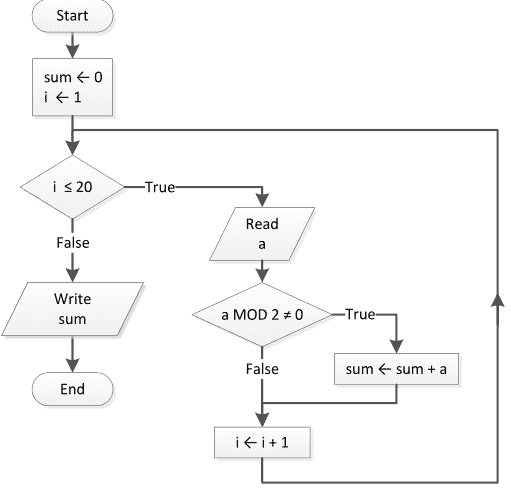 Start
sum ← 0
i ← 1
i ≤ 20
True
False
Read
a
Write
sum
a MOD 2 ≠ 0
True
False
sum ← sum + a
End
i ← i + 1